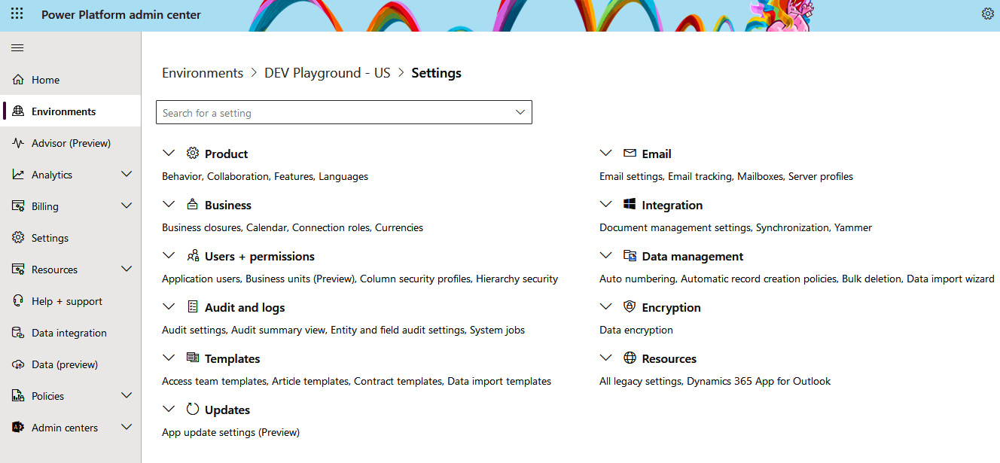 Power Platform admin center
Home
Environments
Advisor (Preview)
Analytics
Billing
Settings
Resources
Help + support
Data integration
Data (preview)
Policies
Admin centers
Environments > DEV Playground - US > Settings
Search for a setting
Product
Behavior, Collaboration, Features, Languages
Business
Business closures, Calendar, Connection roles, Currencies
Users + permissions
Application users, Business units (Preview), Column security profiles, Hierarchy security
Audit and logs
Audit settings, Audit summary view, Entity and field audit settings, System jobs
Templates
Access team templates, Article templates, Contract templates, Data import templates
Updates
App update settings (Preview)
Email
Email settings, Email tracking, Mailboxes, Server profiles
Integration
Document management settings, Synchronization, Yammer
Data management
Auto numbering, Automatic record creation policies, Bulk deletion, Data import wizard
Encryption
Data encryption
Resources
All legacy settings, Dynamics 365 App for Outlook